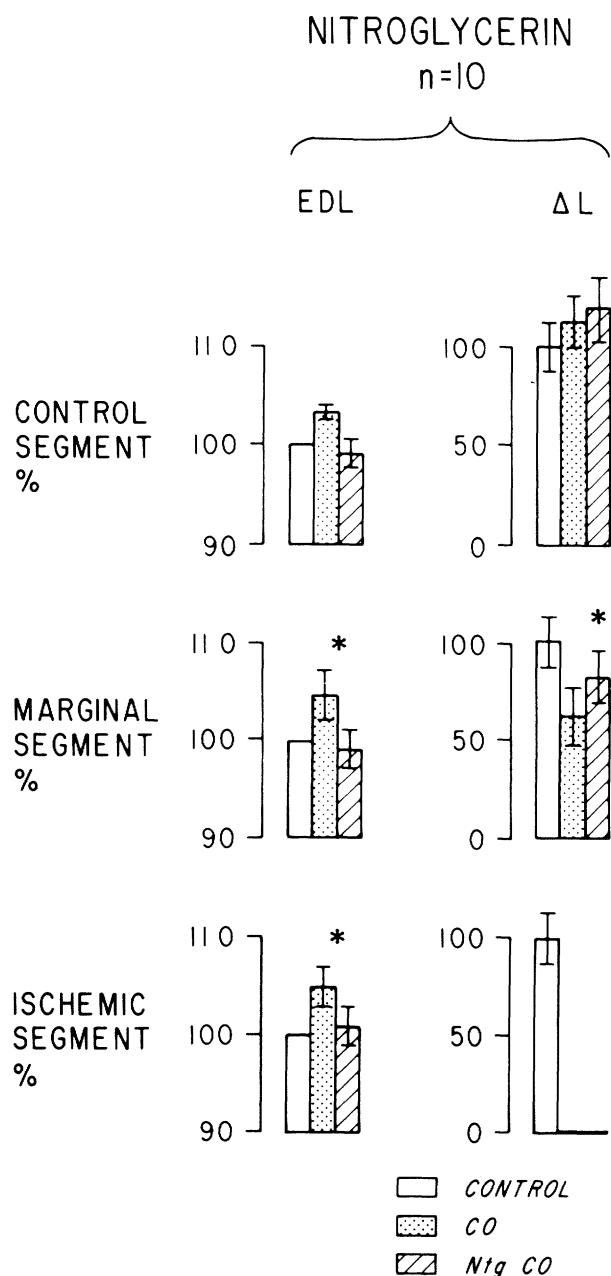 NITROGLYCERIN
n=10
EDL
ΔL
110
100
90
100
50
0
CONTROL
SEGMENT
%
110
100
90
*
100
50
0
*
MARGINAL
SEGMENT
%
110
100
90
*
100
50
0
ISCHEMIC
SEGMENT
%
CONTROL
CO
Ntg CO